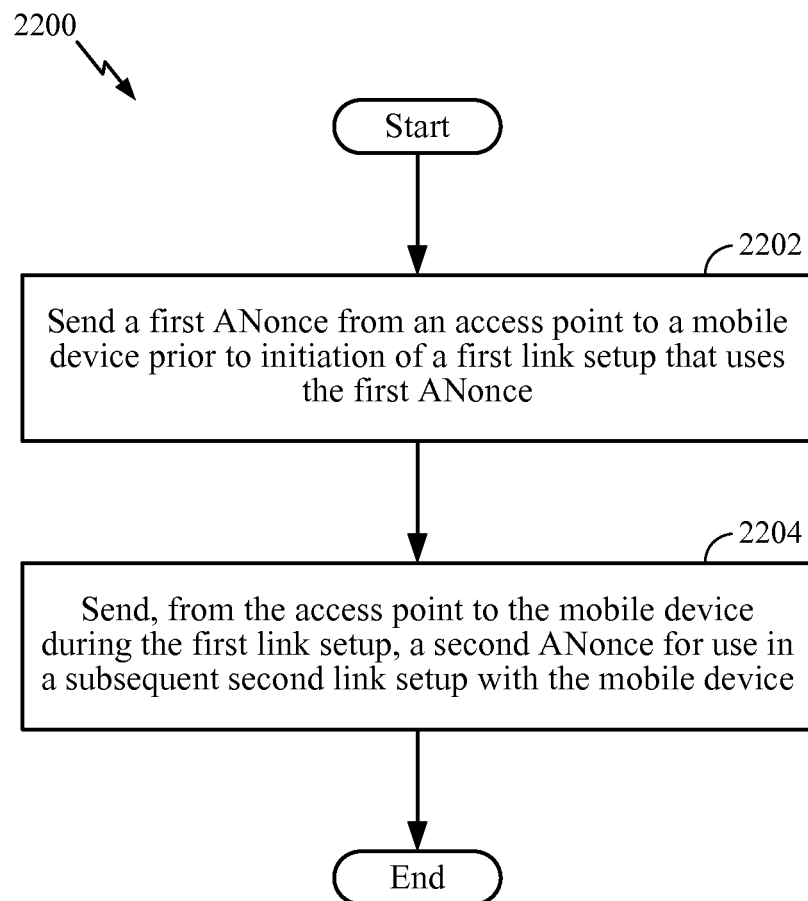 2200
Start
2202
Send a first ANonce from an access point to a mobile
device prior to initiation of a first link setup that uses
the first ANonce
2204
Send, from the access point to the mobile device
during the first link setup, a second ANonce for use in
a subsequent second link setup with the mobile device
End